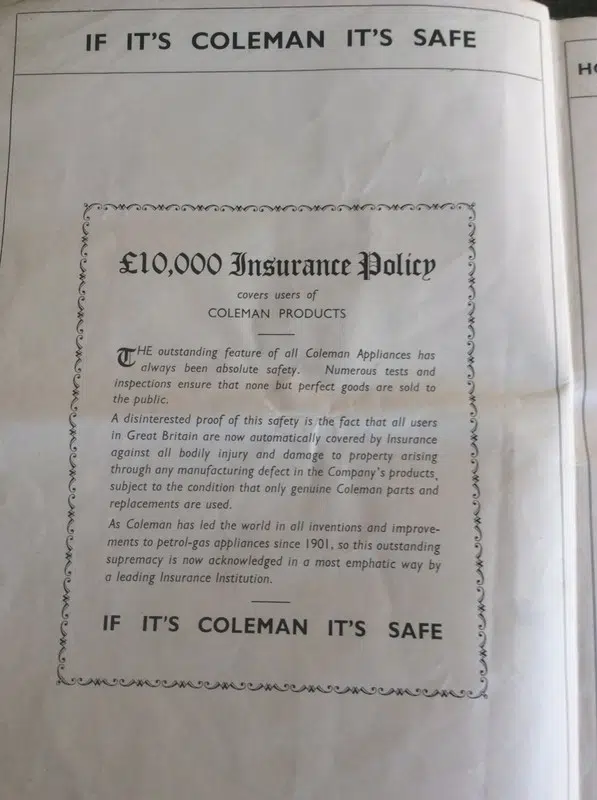 IF IT'S COLEMAN IT'S SAFE
£10,000 Insurance Policy
covers users of
COLEMAN PRODUCTS
THE outstanding feature of all Coleman Appliances has
always been absolute safety. Numerous tests and
inspections ensure that none but perfect goods are sold to
the public.
A disinterested proof of this safety is the fact that all users
in Great Britain are now automatically covered by Insurance
against all bodily injury and damage to property arising
through any manufacturing defect in the Company's products,
subject to the condition that only genuine Coleman parts and
replacements are used.
As Coleman has led the world in all inventions and improve-
ments to petrol-gas appliances since 1901, so this outstanding
supremacy is now acknowledged in a most emphatic way by
a leading Insurance Institution.
IF IT'S COLEMAN IT'S SAFE